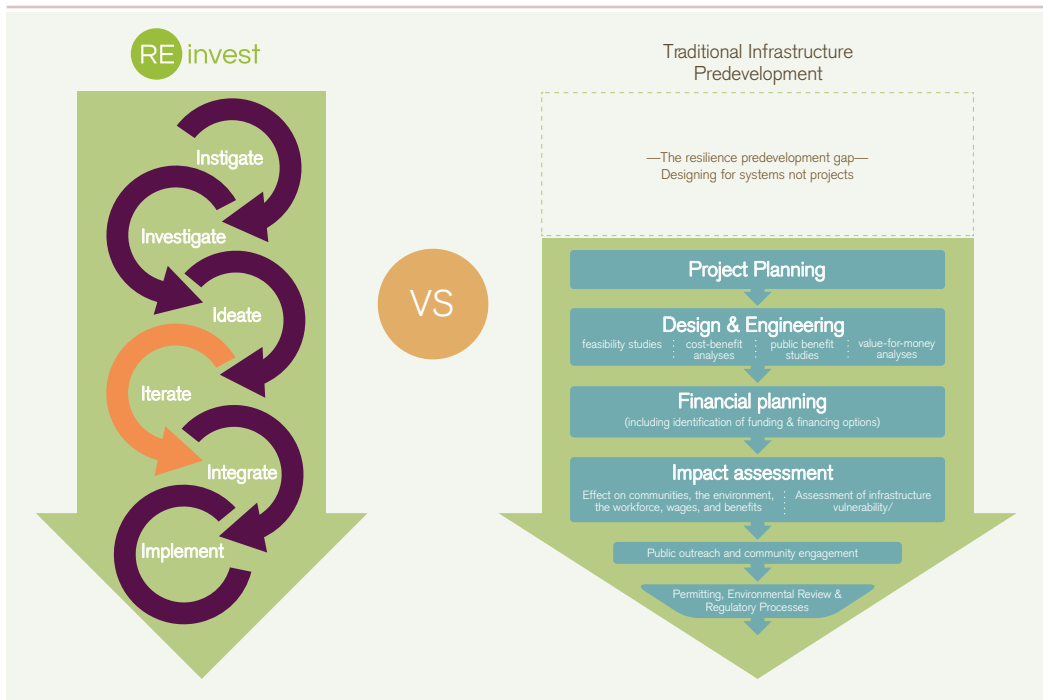 RE invest
Instigate
Investigate
Ideate
Iterate
Integrate
Implement
VS
Traditional Infrastructure
Predevelopment
—The resilience predevelopment gap—
Designing for systems not projects
Project Planning
Design & Engineering
feasibility studies
cost-benefit
analyses
public benefit
studies
value-for-money
analyses
Financial planning
(including identification of funding & financing options)
Impact assessment
Effect on communities, the environment,
the workforce, wages, and benefits
Assessment of infrastructure
vulnerability/
Public outreach and community engagement
Permitting, Environmental Review &
Regulatory Processes